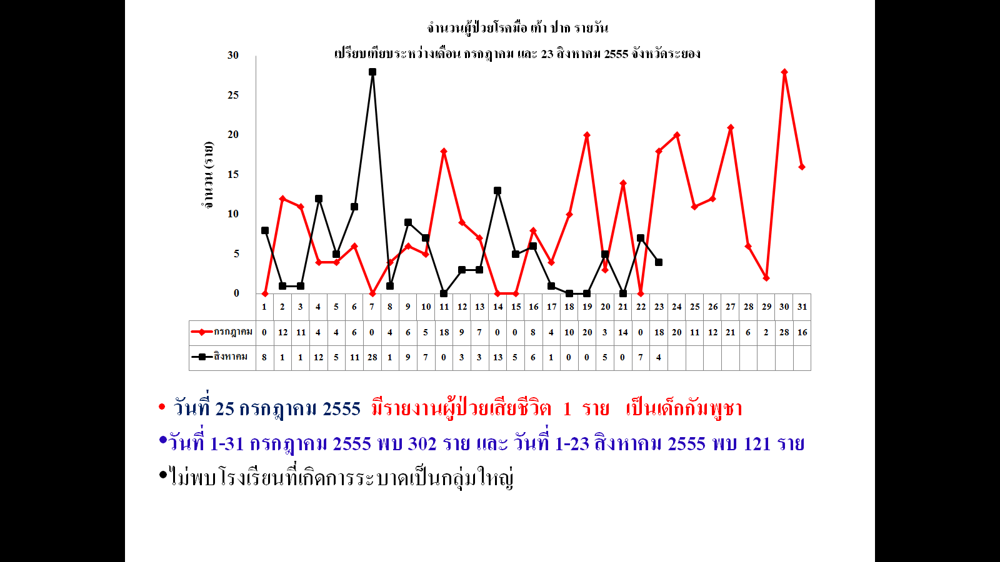 จำนวนผู้ป่วยโรคมือ เท้า ปาก รายวัน
เปรียบเทียบระหว่างเดือน กรกฎาคม และ 23 สิงหาคม 2555 จังหวัดระยอง
30
25
20
15
10
5
0
จำนวน (ราย)
1 2 3 4 5 6 7 8 9 10 11 12 13 14 15 16 17 18 19 20 21 22 23 24 25 26 27 28 29 30 31
กรกฎาคม 0 12 11 4 4 6 0 4 6 5 18 9 7 0 0 8 4 10 20 3 14 0 18 20 11 12 21 6 2 28 16
สิงหาคม 8 1 1 12 5 11 28 1 9 7 0 3 3 13 5 6 1 0 0 5 0 7 4
• วันที่ 25 กรกฎาคม 2555 มีรายงานผู้ป่วยเสียชีวิต 1 ราย เป็นเด็กกัมพูชา
•วันที่ 1-31 กรกฎาคม 2555 พบ 302 ราย และ วันที่ 1-23 สิงหาคม 2555 พบ 121 ราย
•ไม่พบโรงเรียนที่เกิดการระบาดเป็นกลุ่มใหญ่